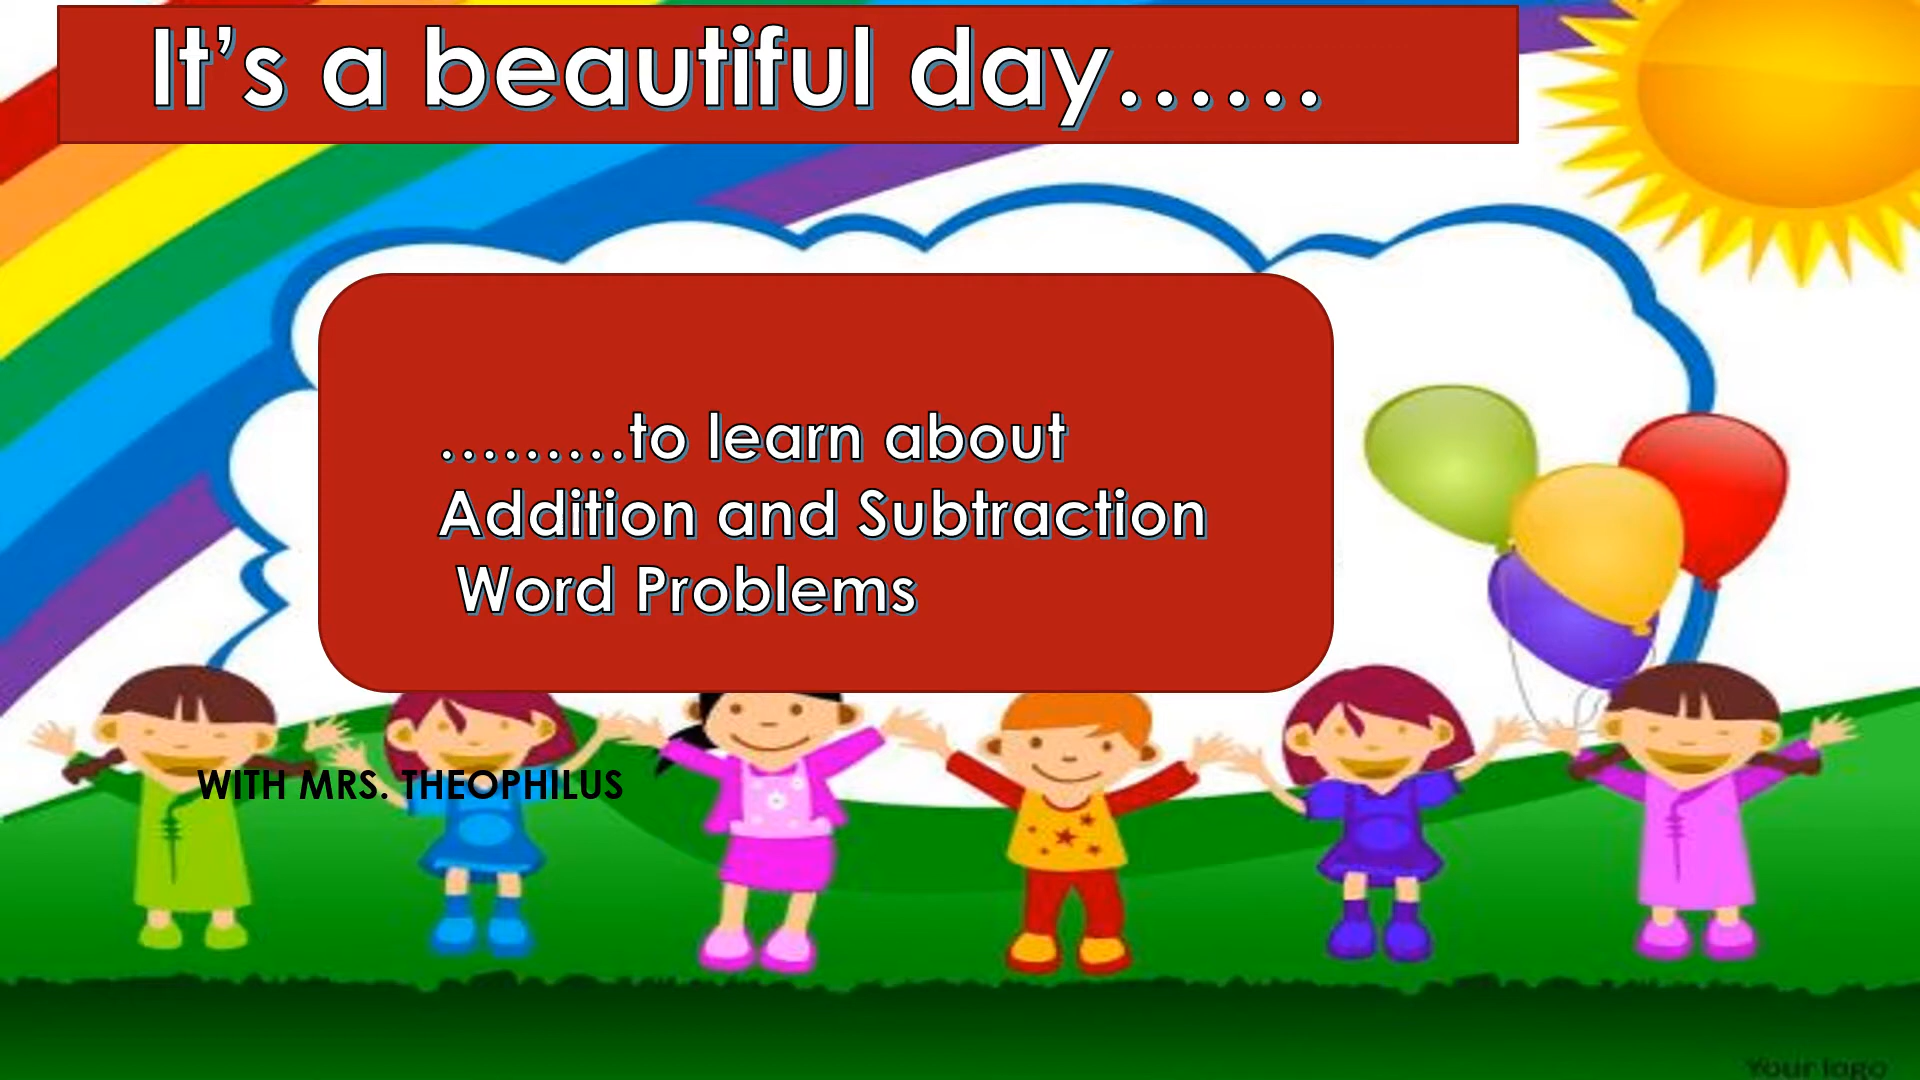 It’s a beautiful day……
………to learn about
Addition and Subtraction
Word Problems
WITH MRS. THEOPHILUS
Your logo